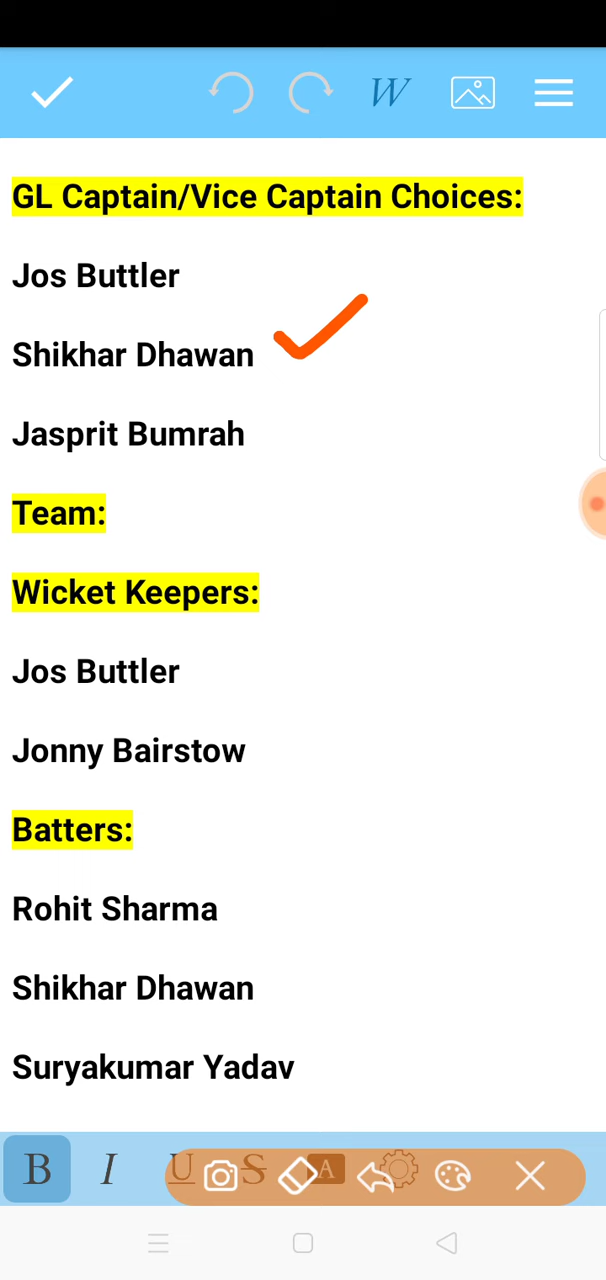 W
GL Captain/Vice Captain Choices:
Jos Buttler
Shikhar Dhawan
Jasprit Bumrah
Team:
Wicket Keepers:
Jos Buttler
Jonny Bairstow
Batters:
Rohit Sharma
Shikhar Dhawan
Suryakumar Yadav
B I U S A